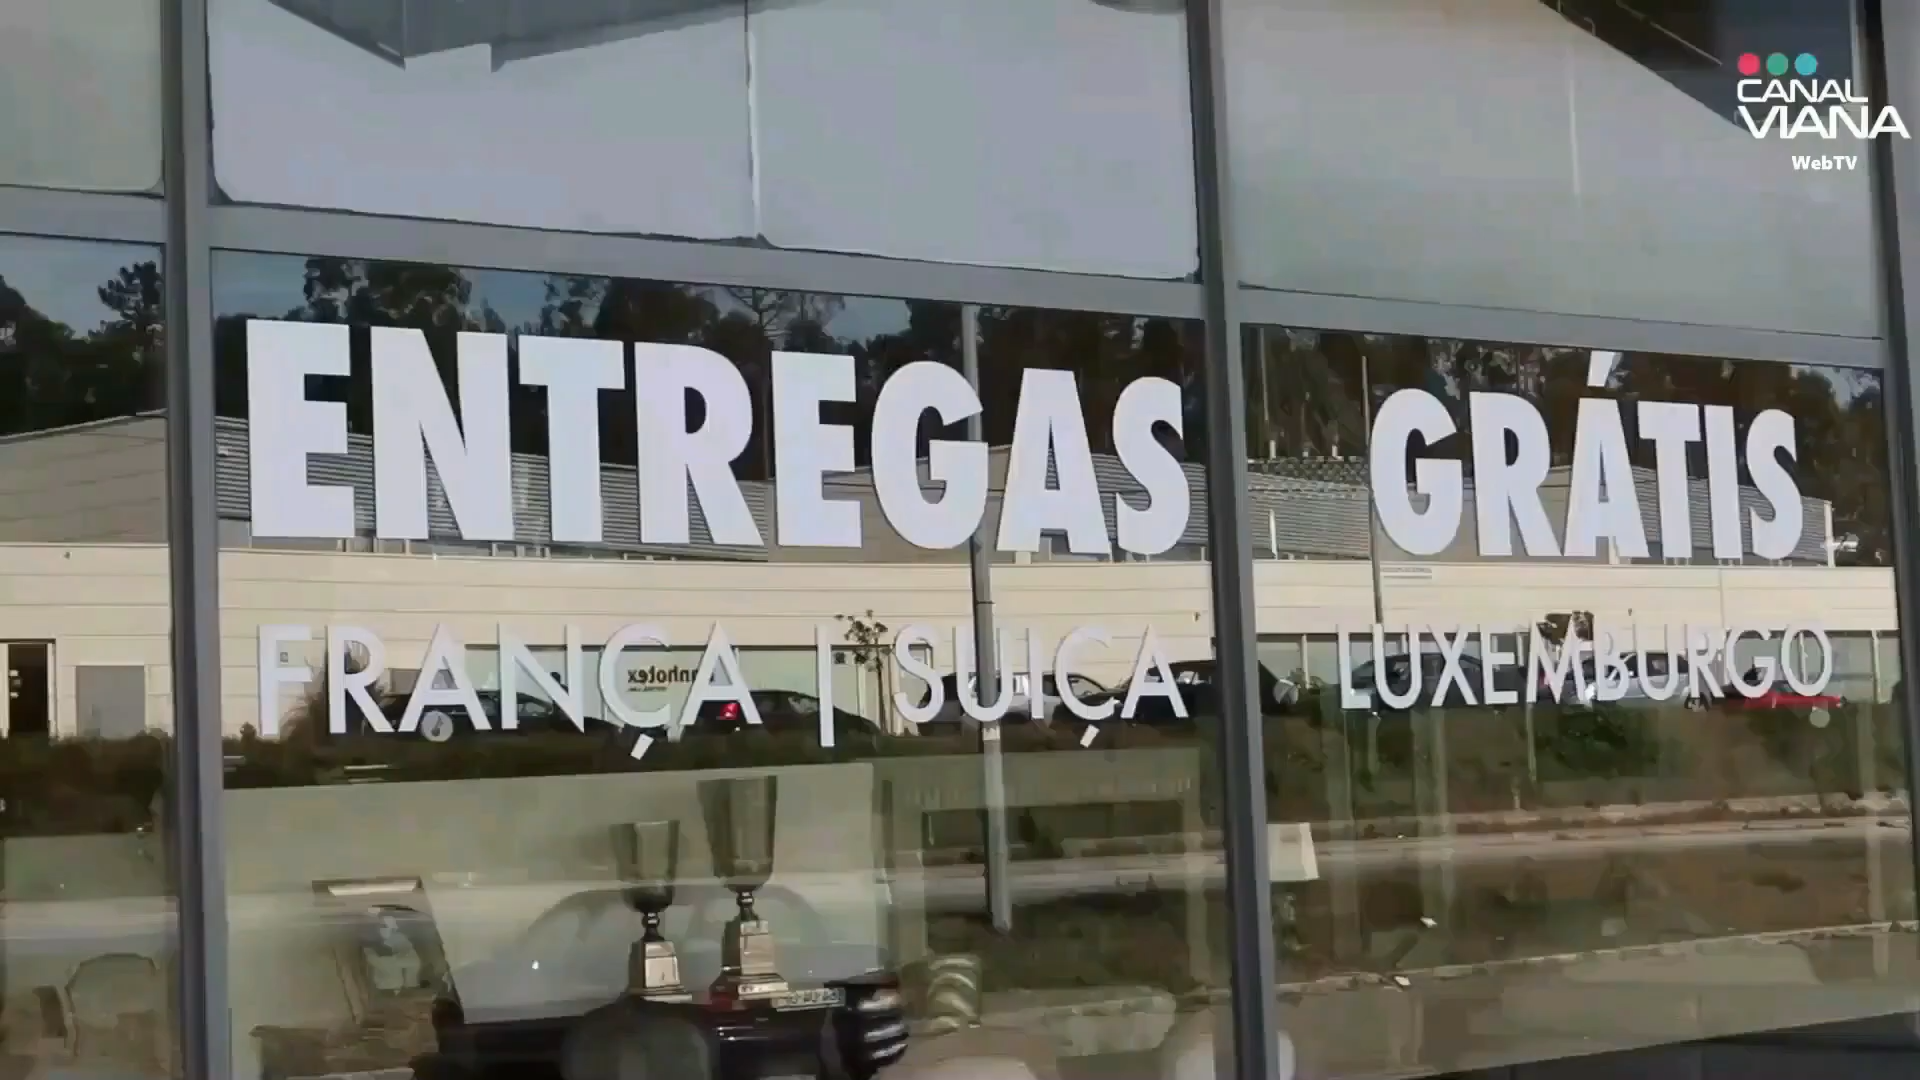 CANAL
VIANA
WebTV
ENTREGAS GRÁTIS
FRANÇA | SUIÇA LUXEMBURGO